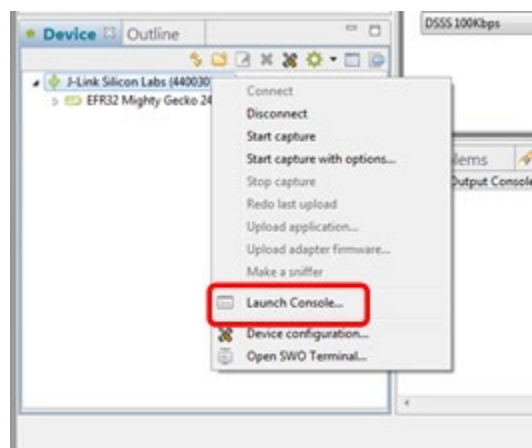 Device Outline
DSSS 100Kbps
J-Link Silicon Labs (440030
EFR32 Mighty Gecko 24
Connect
Disconnect
Start capture
Start capture with options...
Stop capture
Redo last upload
Upload application...
Upload adapter firmware...
Make a sniffer
Launch Console...
Device configuration...
Open SWO Terminal...
lems
Output Console